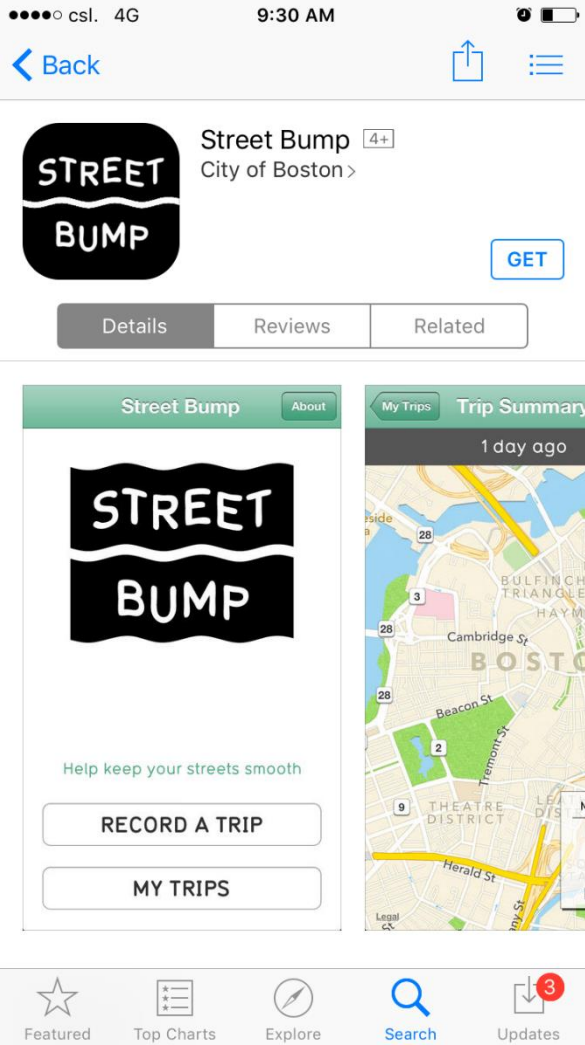 csl. 4G 9:30 AM
Back
STREET
BUMP
Street Bump 4+
City of Boston >
GET
Details Reviews Related
Street Bump About
STREET
BUMP
Help keep your streets smooth
RECORD A TRIP
MY TRIPS
My Trips Trip Summary
1 day ago
28
BULFINCH
TRIANGLE
3
28
Cambridge St
BOST
28
Beacon St
2
Tremont St
9
THEATRE
DISTRICT
Herald St
Legal
Featured Top Charts Explore Search Updates
3